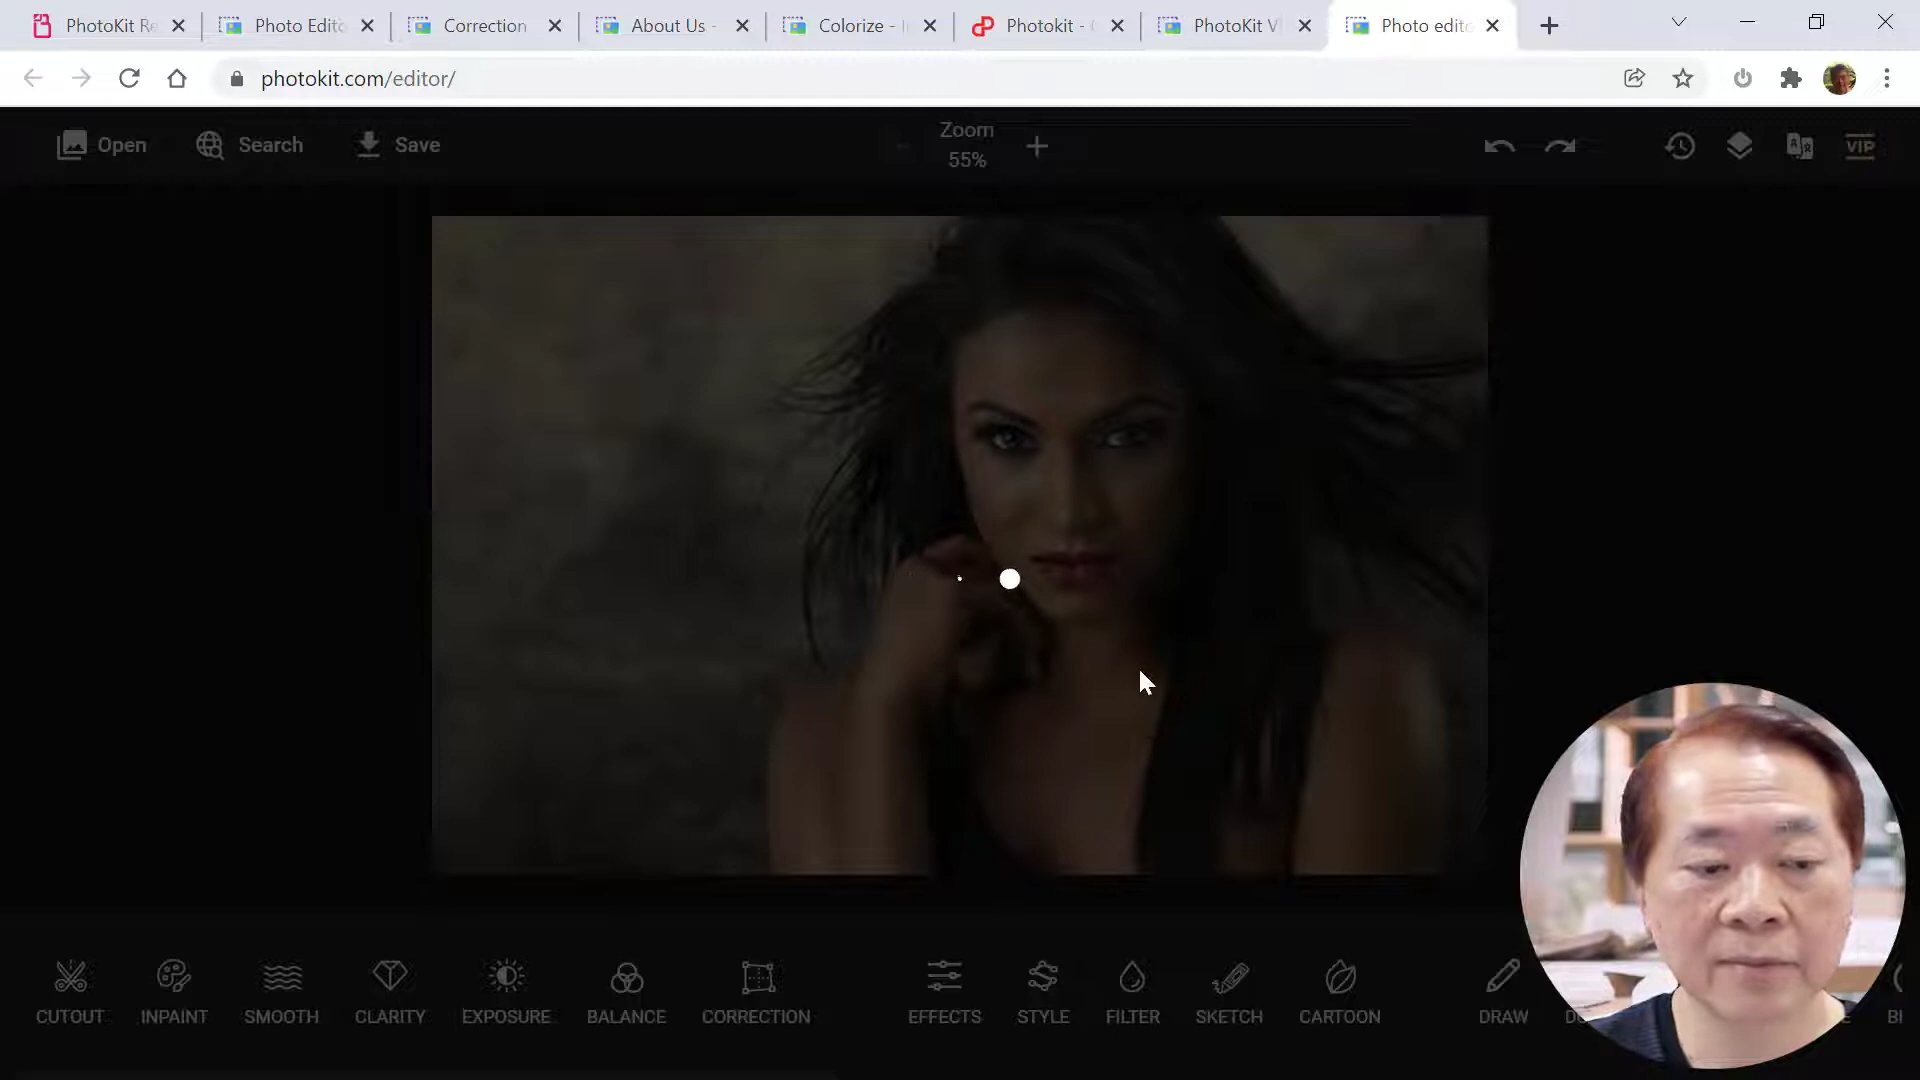 PhotoKit Re
Photo Edito
Correction
About Us -
Colorize - I
Photokit -
PhotoKit V
Photo edito
photokit.com/editor/
Open
Search
Save
Zoom
55%
VIP
CUTOUT
INPAINT
SMOOTH
CLARITY
EXPOSURE
BALANCE
CORRECTION
EFFECTS
STYLE
FILTER
SKETCH
CARTOON
DRAW